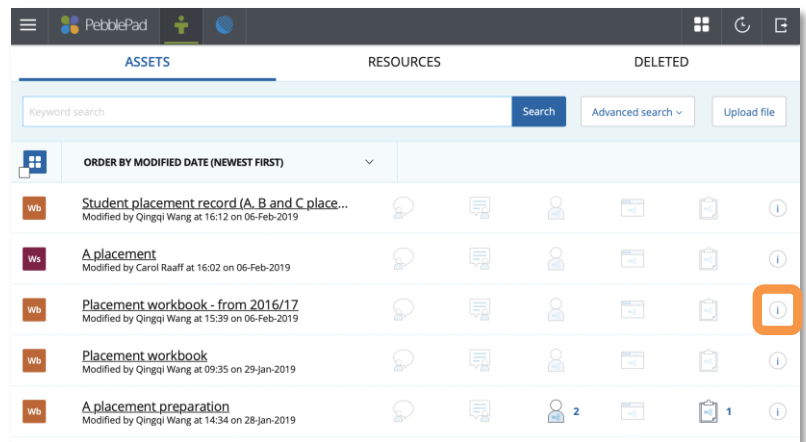 PebblePad
ASSETS RESOURCES DELETED
Keyword search Search Advanced search Upload file
ORDER BY MODIFIED DATE (NEWEST FIRST)
Wb Student placement record (A, B and C place...
Modified by Qingqi Wang at 16:12 on 06-Feb-2019
i
Ws A placement
Modified by Carol Raaff at 16:02 on 06-Feb-2019
i
Wb Placement workbook - from 2016/17
Modified by Qingqi Wang at 15:39 on 06-Feb-2019
i
Wb Placement workbook
Modified by Qingqi Wang at 09:35 on 29-Jan-2019
i
Wb A placement preparation
Modified by Qingqi Wang at 14:34 on 28-Jan-2019
2 1 i